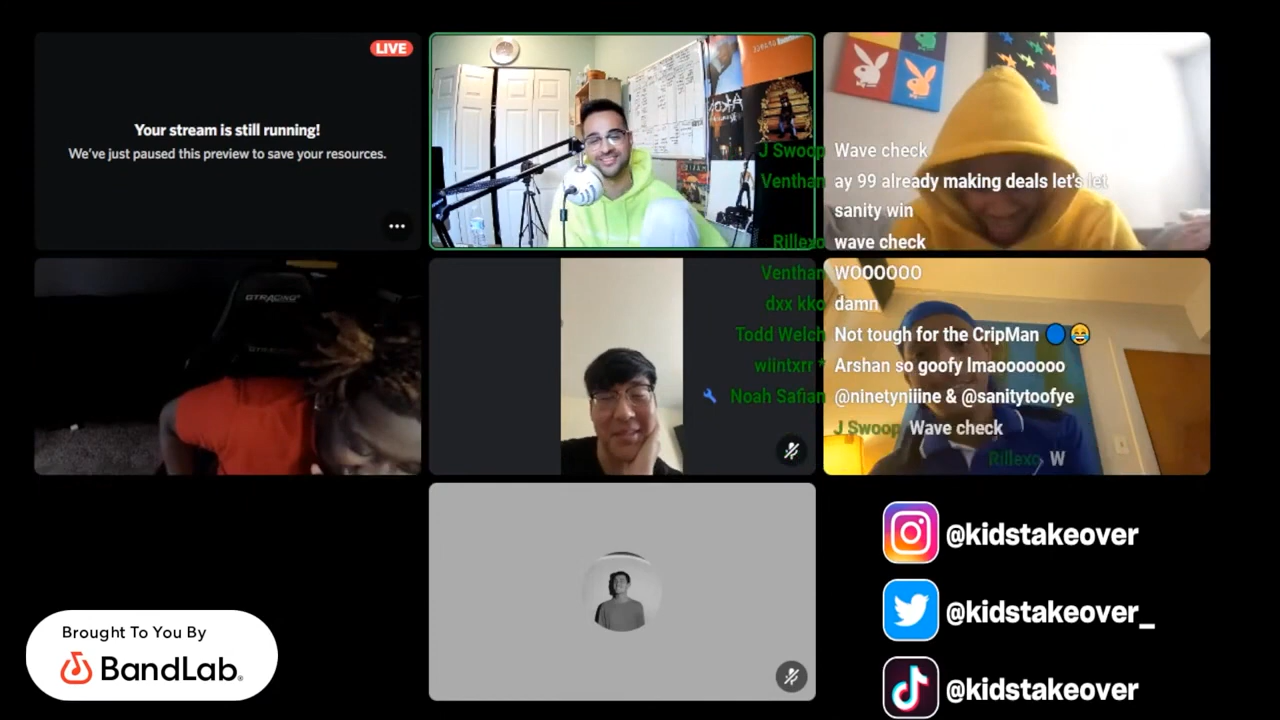 LIVE
Your stream is still running!
We've just paused this preview to save your resources.
J Swoop Wave check
Venthan ay 99 already making deals let's let
sanity win
Rillexo wave check
Venthan WOOOOOO
dxx kko damn
Todd Welch Not tough for the CripMan 🔵😂
wiintxrr * Arshan so goofy lmaooooooo
Noah Safian @ninetyniiine & @sanitytoofye
J Swoop Wave check
Rillexo W
GTRACING
GTRACING
@kidstakeover
@kidstakeover_
@kidstakeover
Brought To You By
BandLab®